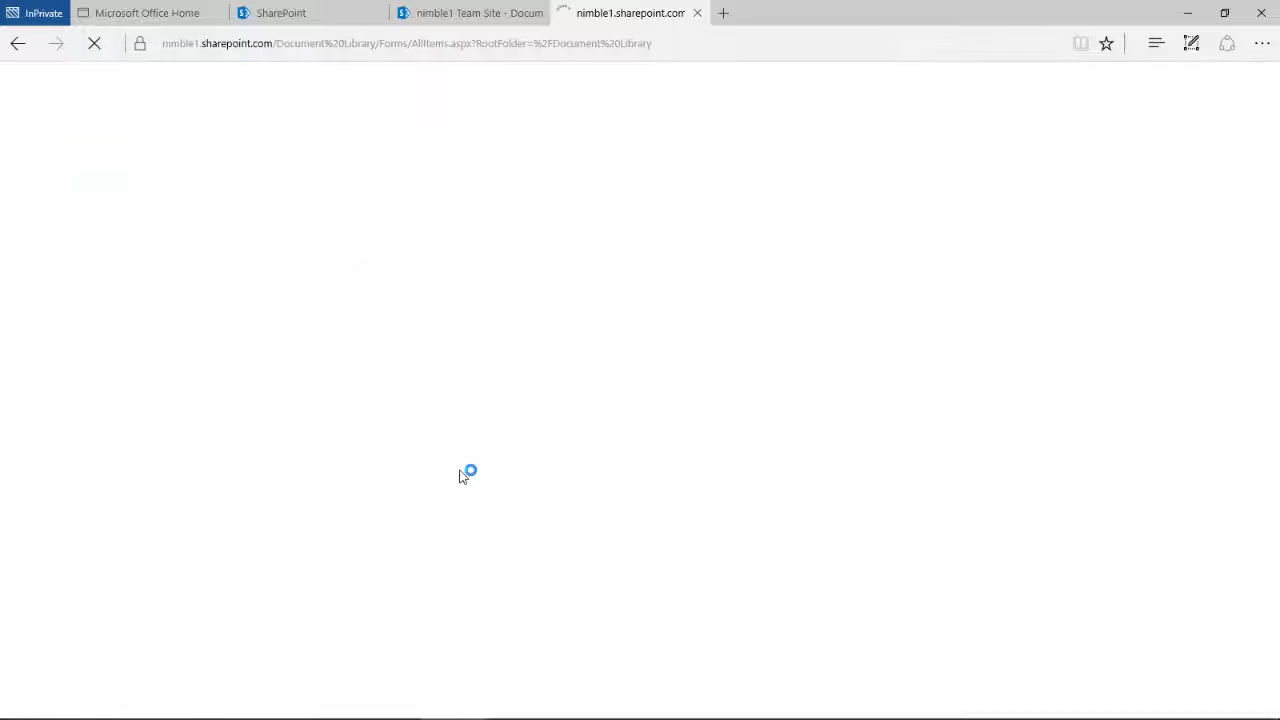 InPrivate
Microsoft Office Home
SharePoint
nimble1 Team Site - Docum
nimble1.sharepoint.com
nimble1.sharepoint.com/Document%20Library/Forms/AllItems.aspx?RootFolder=%2FDocument%20Library